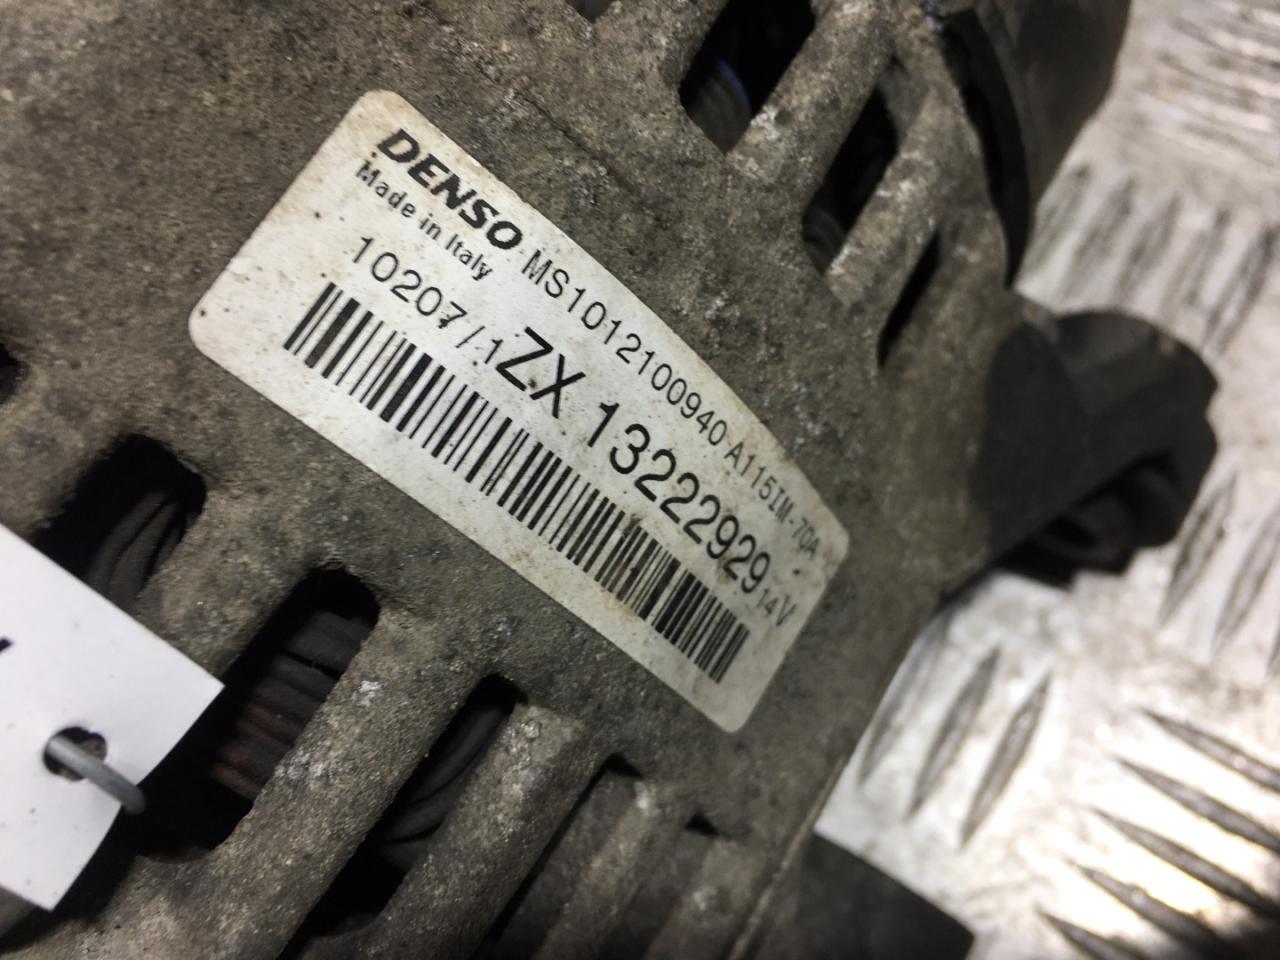 DENSO MS1012100940 A115IM-70A
Made in Italy
10207/1 ZX 13222929 14V